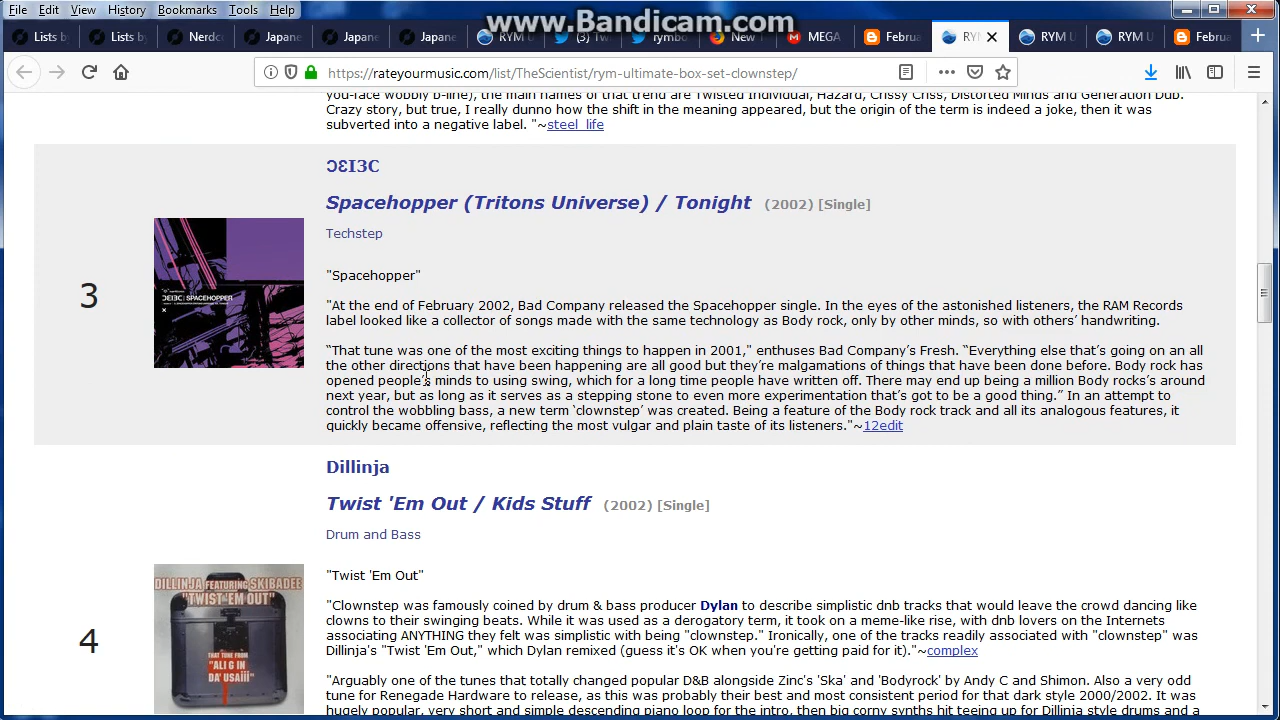 www.Bandicam.com
File Edit View History Bookmarks Tools Help
Lists b
Lists by
Nerdc
Japane
Japane
Japane
RYM U
(3) Tw
rymbo
New T
MEGA
Februa
RYM
RYM U
RYM U
Februa
https://rateyourmusic.com/list/TheScientist/rym-ultimate-box-set-clownstep/
you-face wobbly b-line), the main names of that trend are Twisted Individual, Hazard, Crissy Criss, Distorted Minds and Generation Dub.
Crazy story, but true, I really dunno how the shift in the meaning appeared, but the origin of the term is indeed a joke, then it was
subverted into a negative label. "~steel_life
3
ƆƐI3C
Spacehopper (Tritons Universe) / Tonight (2002) [Single]
Techstep
ƆƐI3C | SPACEHOPPER
"Spacehopper"
"At the end of February 2002, Bad Company released the Spacehopper single. In the eyes of the astonished listeners, the RAM Records
label looked like a collector of songs made with the same technology as Body rock, only by other minds, so with others’ handwriting.
“That tune was one of the most exciting things to happen in 2001," enthuses Bad Company’s Fresh. “Everything else that’s going on an all
the other directions that have been happening are all good but they’re malgamations of things that have been done before. Body rock has
opened people’s minds to using swing, which for a long time people have written off. There may end up being a million Body rocks’s around
next year, but as long as it serves as a stepping stone to even more experimentation that’s got to be a good thing.” In an attempt to
control the wobbling bass, a new term ‘clownstep’ was created. Being a feature of the Body rock track and all its analogous features, it
quickly became offensive, reflecting the most vulgar and plain taste of its listeners."~12edit
4
Dillinja
Twist 'Em Out / Kids Stuff (2002) [Single]
Drum and Bass
DILLINJA FEATURING SKIBADEE
"TWIST 'EM OUT"
THAT TUNE FROM
"ALI G IN
DA' USAiii"
"Twist 'Em Out"
"Clownstep was famously coined by drum & bass producer Dylan to describe simplistic dnb tracks that would leave the crowd dancing like
clowns to their swinging beats. While it was used as a derogatory term, it took on a meme-like rise, with dnb lovers on the Internets
associating ANYTHING they felt was simplistic with being "clownstep." Ironically, one of the tracks readily associated with "clownstep" was
Dillinja's "Twist 'Em Out," which Dylan remixed (guess it's OK when you're getting paid for it)."~complex
"Arguably one of the tunes that totally changed popular D&B alongside Zinc's 'Ska' and 'Bodyrock' by Andy C and Shimon. Also a very odd
tune for Renegade Hardware to release, as this was probably their best and most consistent period for that dark style 2000/2002. It was
hugely popular, very short and simple descending piano loop for the intro, then big corny synths hit teeing up for Dillinja style drums and a